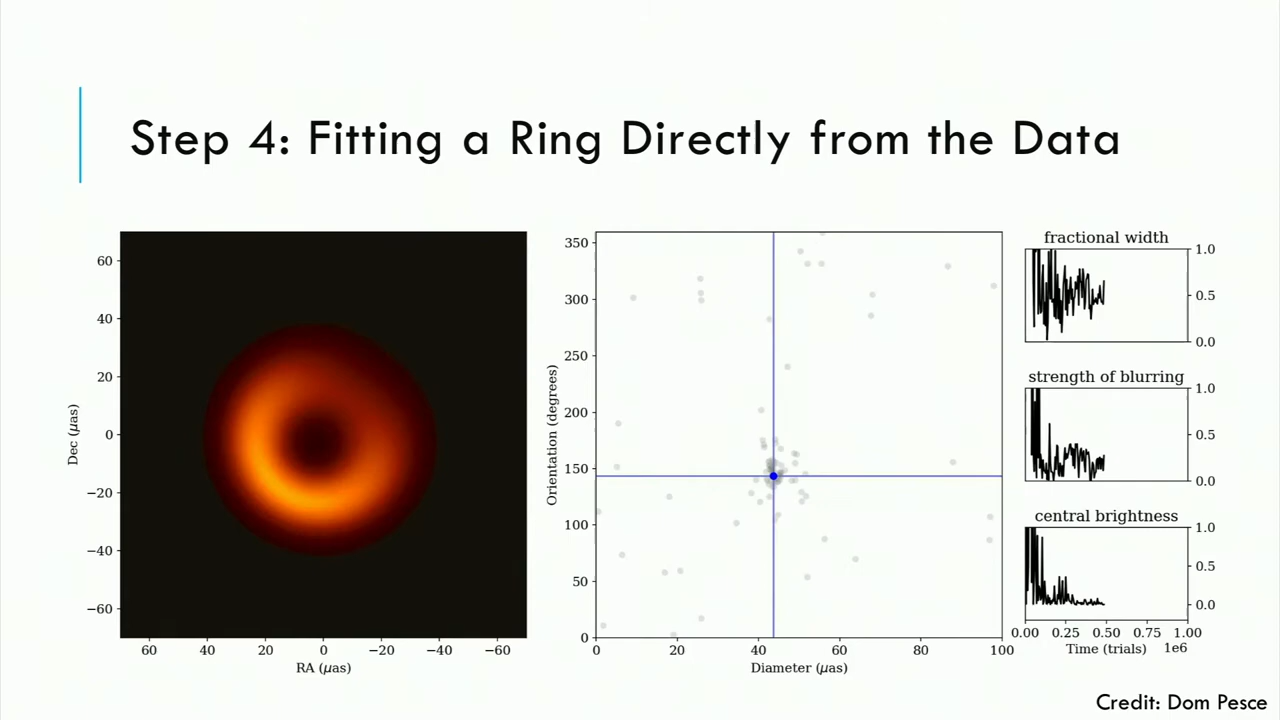 Step 4: Fitting a Ring Directly from the Data
60
40
20
0
−20
−40
−60
Dec (μas)
60 40 20 0 −20 −40 −60
RA (μas)
350
300
250
200
150
100
50
0
Orientation (degrees)
0 20 40 60 80 100
Diameter (μas)
fractional width
1.0
0.5
0.0
strength of blurring
1.0
0.5
0.0
central brightness
1.0
0.5
0.0
0.00 0.25 0.50 0.75 1.00
Time (trials) 1e6
Credit: Dom Pesce